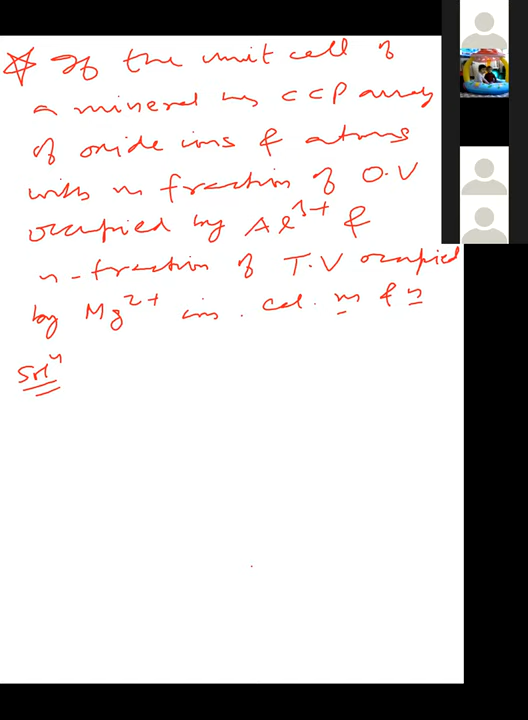 ☆ If the unit cell of
a mineral has CCP array
of oxide ions & atoms
with m fraction of O.V
occupied by Al3+ &
n-fraction of T.V occupied
by Mg2+ ions. Cal. m & n
Soln